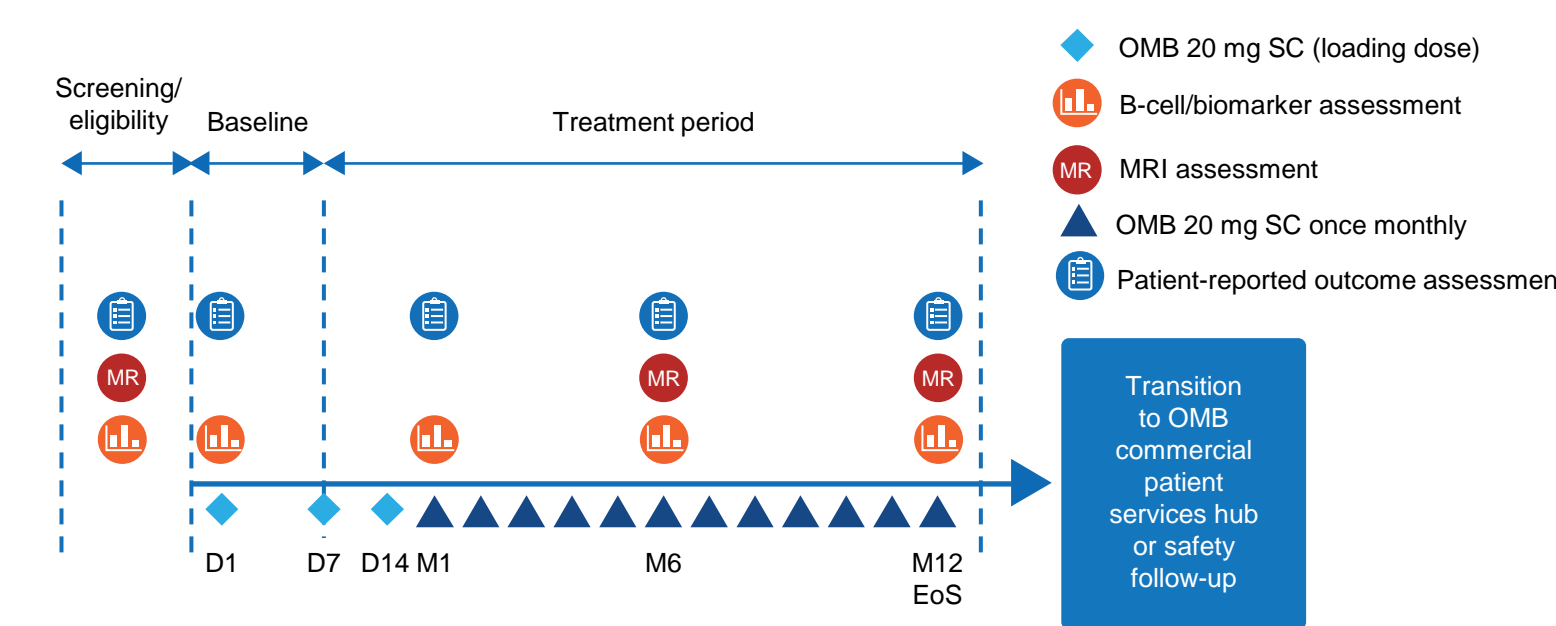 Screening/
eligibility
Baseline
Treatment period
OMB 20 mg SC (loading dose)
B-cell/biomarker assessment
MR
MRI assessment
OMB 20 mg SC once monthly
Patient-reported outcome assessmen
MR
MR
MR
D1
D7
D14
M1
M6
M12
EoS
Transition
to OMB
commercial
patient
services hub
or safety
follow-up